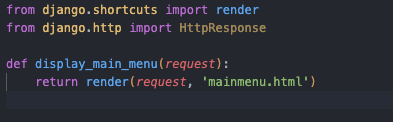 from django.shortcuts import render
from django.http import HttpResponse
def display_main_menu(request):
    return render(request, 'mainmenu.html')